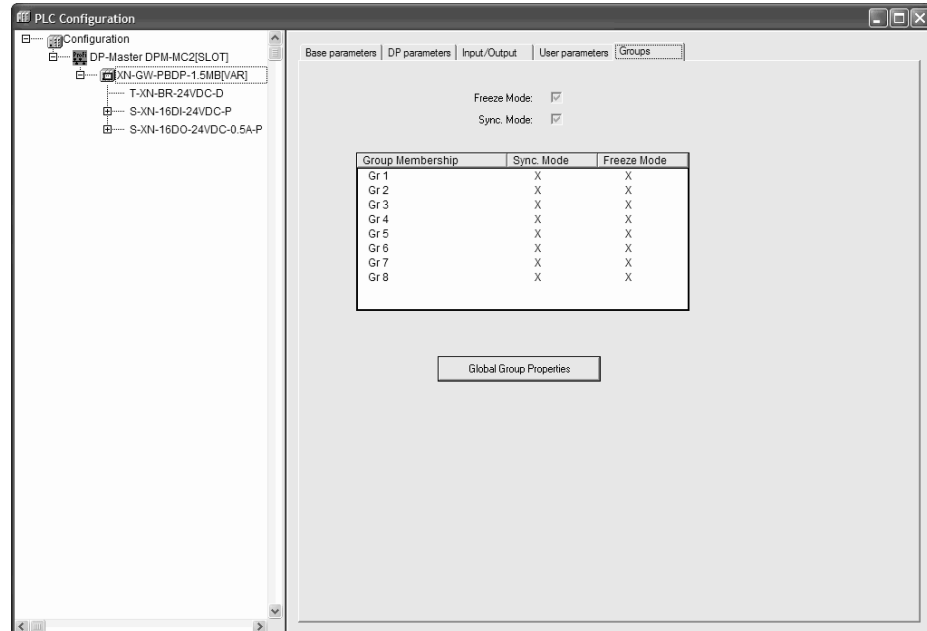 PLC Configuration
Configuration
DP-Master DPM-MC2[SLOT]
XN-GW-PBDP-1.5MB[VAR]
T-XN-BR-24VDC-D
S-XN-16DI-24VDC-P
S-XN-16DO-24VDC-0.5A-P
Base parameters DP parameters Input/Output User parameters Groups
Freeze Mode:
Sync. Mode:
Group Membership Sync. Mode Freeze Mode
Gr 1 X X
Gr 2 X X
Gr 3 X X
Gr 4 X X
Gr 5 X X
Gr 6 X X
Gr 7 X X
Gr 8 X X
Global Group Properties